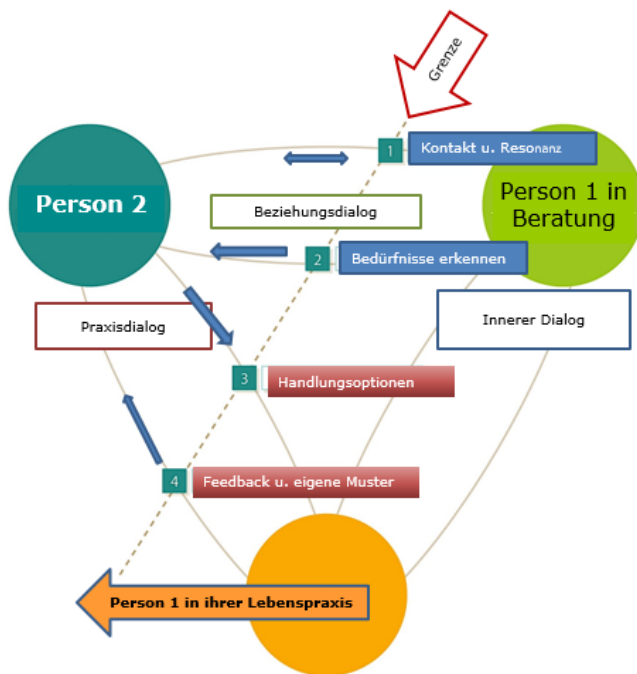 Grenze
1
Kontakt u. Resonanz
Person 2
Person 1 in
Beratung
Beziehungsdialog
2
Bedürfnisse erkennen
Praxisdialog
Innerer Dialog
3
Handlungsoptionen
4
Feedback u. eigene Muster
Person 1 in ihrer Lebenspraxis